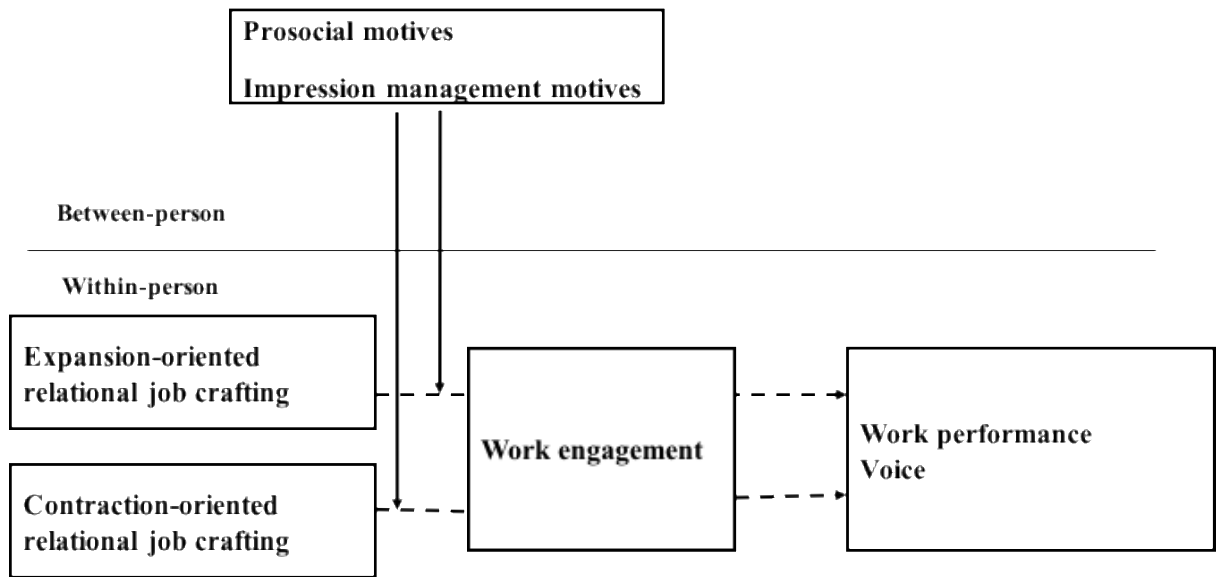 Prosocial motives
Impression management motives
Between-person
Within-person
Expansion-oriented
relational job crafting
Contraction-oriented
relational job crafting
Work engagement
Work performance
Voice